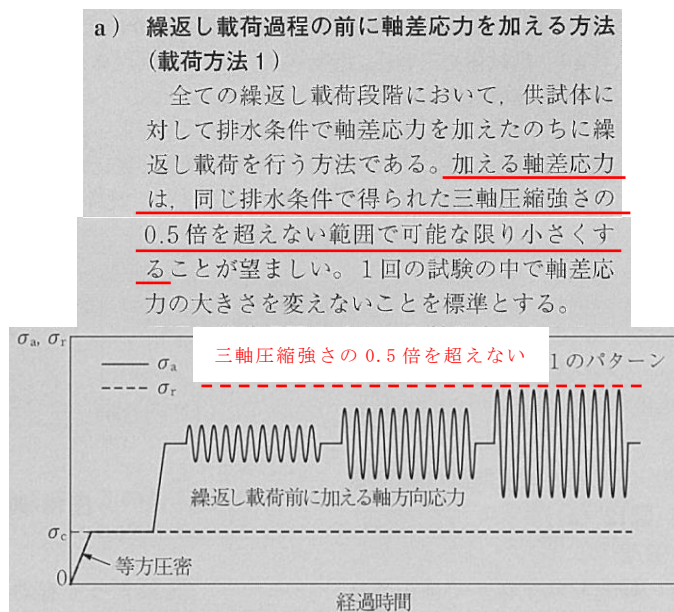 a) 繰返し載荷過程の前に軸差応力を加える方法
(載荷方法1)
全ての繰返し載荷段階において，供試体に
対して排水条件で軸差応力を加えたのちに繰
返し載荷を行う方法である。加える軸差応力
は，同じ排水条件で得られた三軸圧縮強さの
0.5倍を超えない範囲で可能な限り小さくす
ることが望ましい。1回の試験の中で軸差応
力の大きさを変えないことを標準とする。
σa, σr
三軸圧縮強さの0.5倍を超えない
1のパターン
σa
σr
繰返し載荷前に加える軸方向応力
σc
等方圧密
0
経過時間